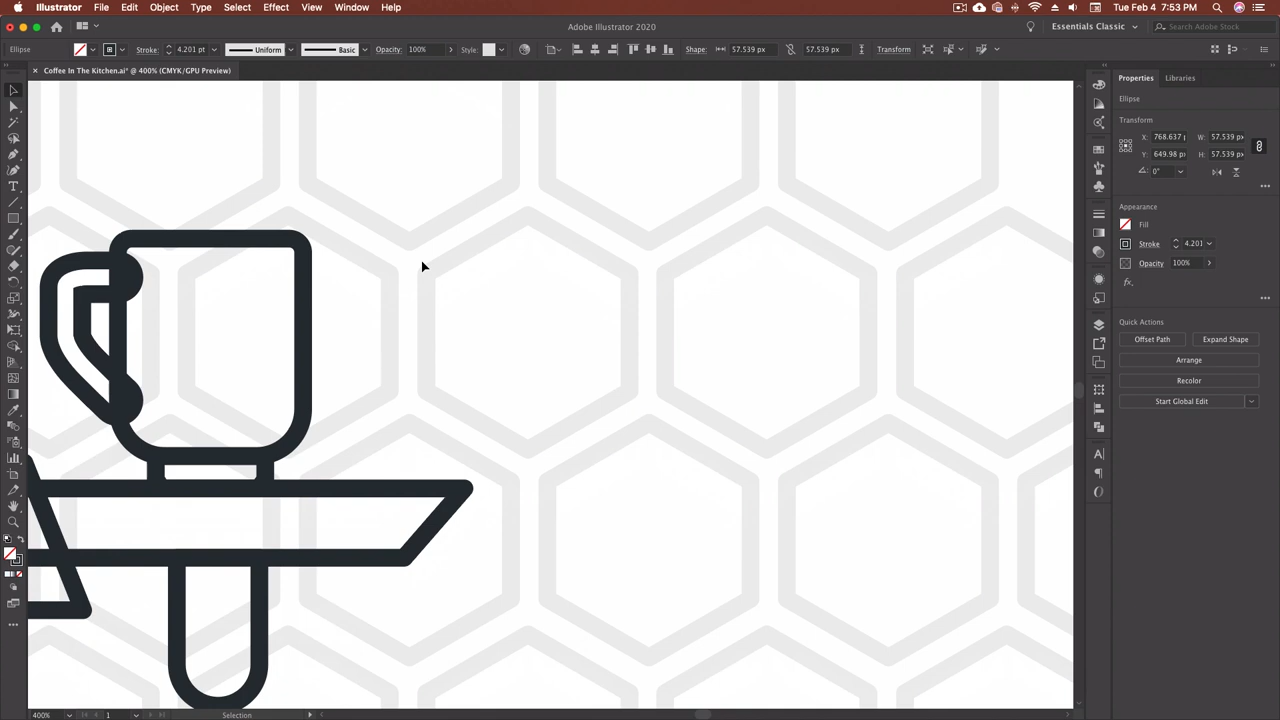 Illustrator File Edit Object Type Select Effect View Window Help
Tue Feb 4 7:53 PM
Adobe Illustrator 2020
Essentials Classic
Search Adobe Stock
Ellipse Stroke: 4.201 pt Uniform Basic Opacity: 100% Style: Shape: 57.539 px 57.539 px Transform
× Coffee In The Kitchen.ai* @ 400% (CMYK/GPU Preview)
Properties Libraries
Ellipse
Transform
X: 768.637 W: 57.539 px
Y: 649.98 px H: 57.539 px
0°
Appearance
Fill
Stroke 4.201
Opacity 100%
fx.
Quick Actions
Offset Path Expand Shape
Arrange
Recolor
Start Global Edit
400% 1 Selection